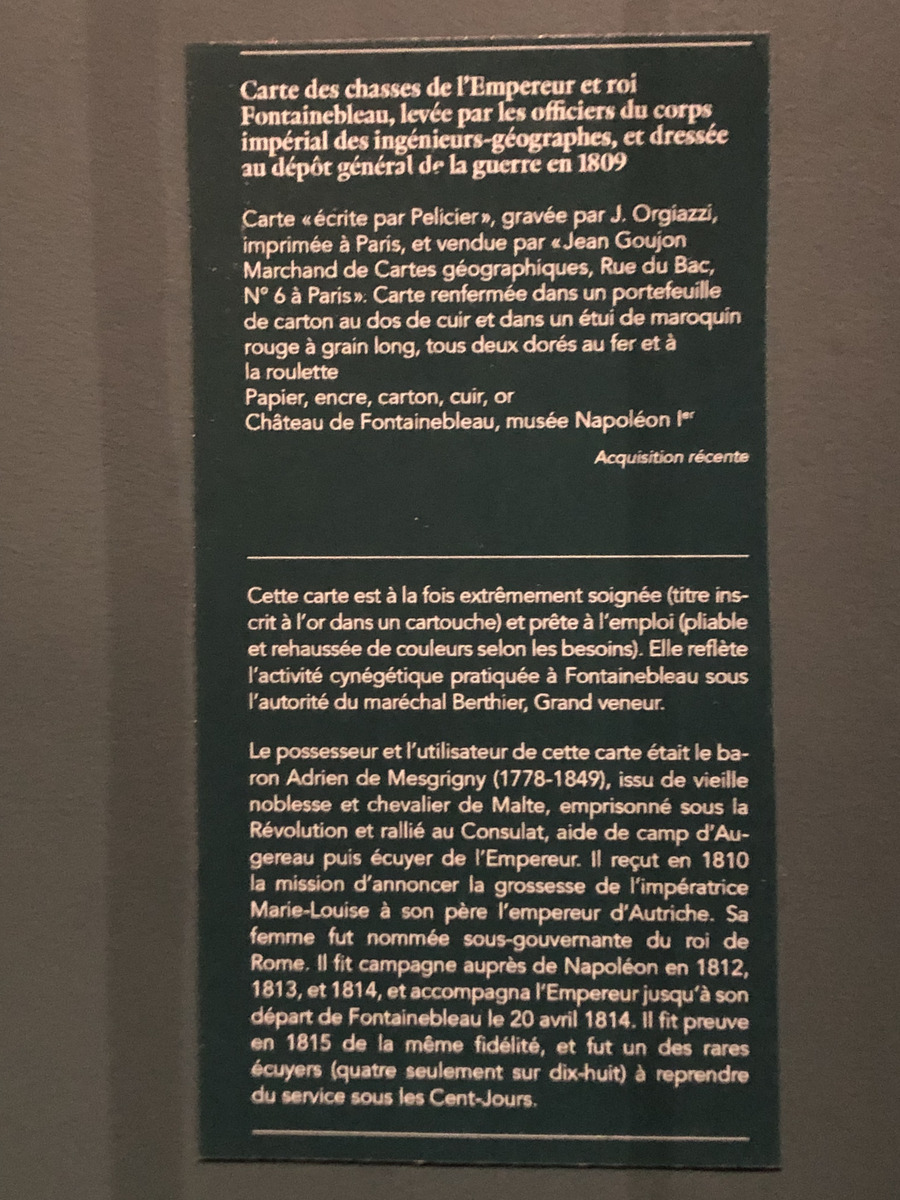 Carte des chasses de l'Empereur et roi
Fontainebleau, levée par les officiers du corps
impérial des ingénieurs-géographes, et dressée
au dépôt général de la guerre en 1809
Carte «écrite par Pelicier», gravée par J. Orgiazzi,
imprimée à Paris, et vendue par «Jean Goujon
Marchand de Cartes géographiques, Rue du Bac,
N° 6 à Paris». Carte renfermée dans un portefeuille
de carton au dos de cuir et dans un étui de maroquin
rouge à grain long, tous deux dorés au fer et à
la roulette
Papier, encre, carton, cuir, or
Château de Fontainebleau, musée Napoléon Iᵉʳ
Acquisition récente
Cette carte est à la fois extrêmement soignée (titre ins-
crit à l'or dans un cartouche) et prête à l'emploi (pliable
et rehaussée de couleurs selon les besoins). Elle reflète
l'activité cynégétique pratiquée à Fontainebleau sous
l'autorité du maréchal Berthier, Grand veneur.
Le possesseur et l'utilisateur de cette carte était le ba-
ron Adrien de Mesgrigny (1778-1849), issu de vieille
noblesse et chevalier de Malte, emprisonné sous la
Révolution et rallié au Consulat, aide de camp d'Au-
gereau puis écuyer de l'Empereur. Il reçut en 1810
la mission d'annoncer la grossesse de l'impératrice
Marie-Louise à son père l'empereur d'Autriche. Sa
femme fut nommée sous-gouvernante du roi de
Rome. Il fit campagne auprès de Napoléon en 1812,
1813, et 1814, et accompagna l'Empereur jusqu'à son
départ de Fontainebleau le 20 avril 1814. Il fit preuve
en 1815 de la même fidélité, et fut un des rares
écuyers (quatre seulement sur dix-huit) à reprendre
du service sous les Cent-Jours.